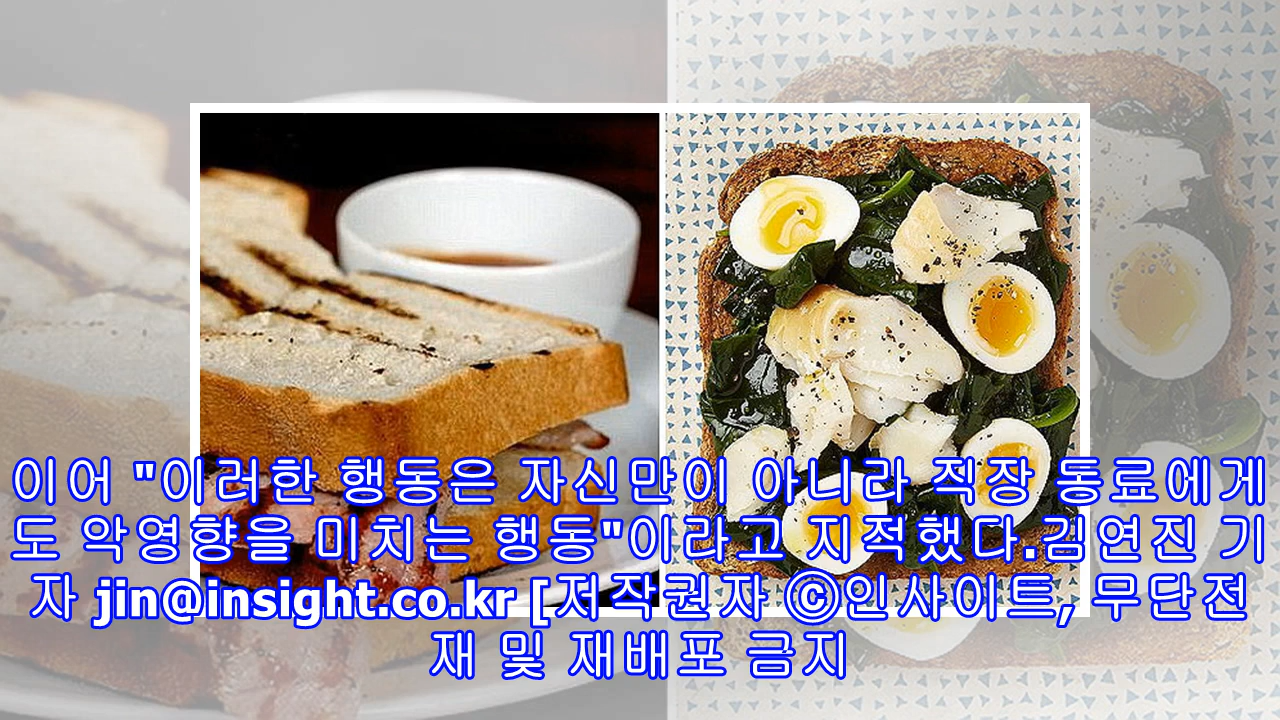 이어 "이러한 행동은 자신만이 아니라 직장 동료에게
도 악영향을 미치는 행동"이라고 지적했다.김연진 기
자 jin@insight.co.kr [저작권자 ⓒ인사이트, 무단전
재 및 재배포 금지